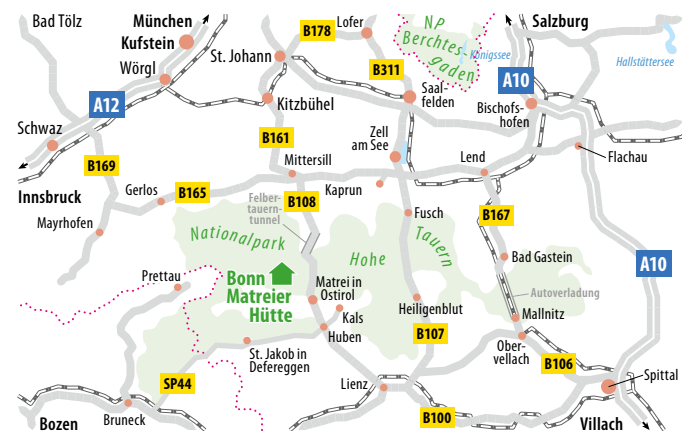 Bad Tölz
München
Kufstein
Wörgl
Lofer
B178
St. Johann
NP
Berchtes-
gaden
Königssee
Salzburg
Hallstättersee
B311
A10
A12
Kitzbühel
Saal-
felden
Bischofs-
hofen
Schwaz
B161
Zell
am See
B169
Mittersill
Lend
Flachau
Innsbruck
Gerlos
B165
Kaprun
Felber-
tauern-
tunnel
B108
B167
Mayrhofen
Fusch
Nationalpark
Hohe
Tauern
Bad Gastein
A10
Prettau
Bonn
Matreier
Hütte
Matrei in
Ostirol
Kals
Heiligenblut
Autoverladung
Mallnitz
Huben
B107
St. Jakob in
Defereggen
Ober-
vellach
B106
SP44
Lienz
Spittal
Bozen
Bruneck
B100
Villach